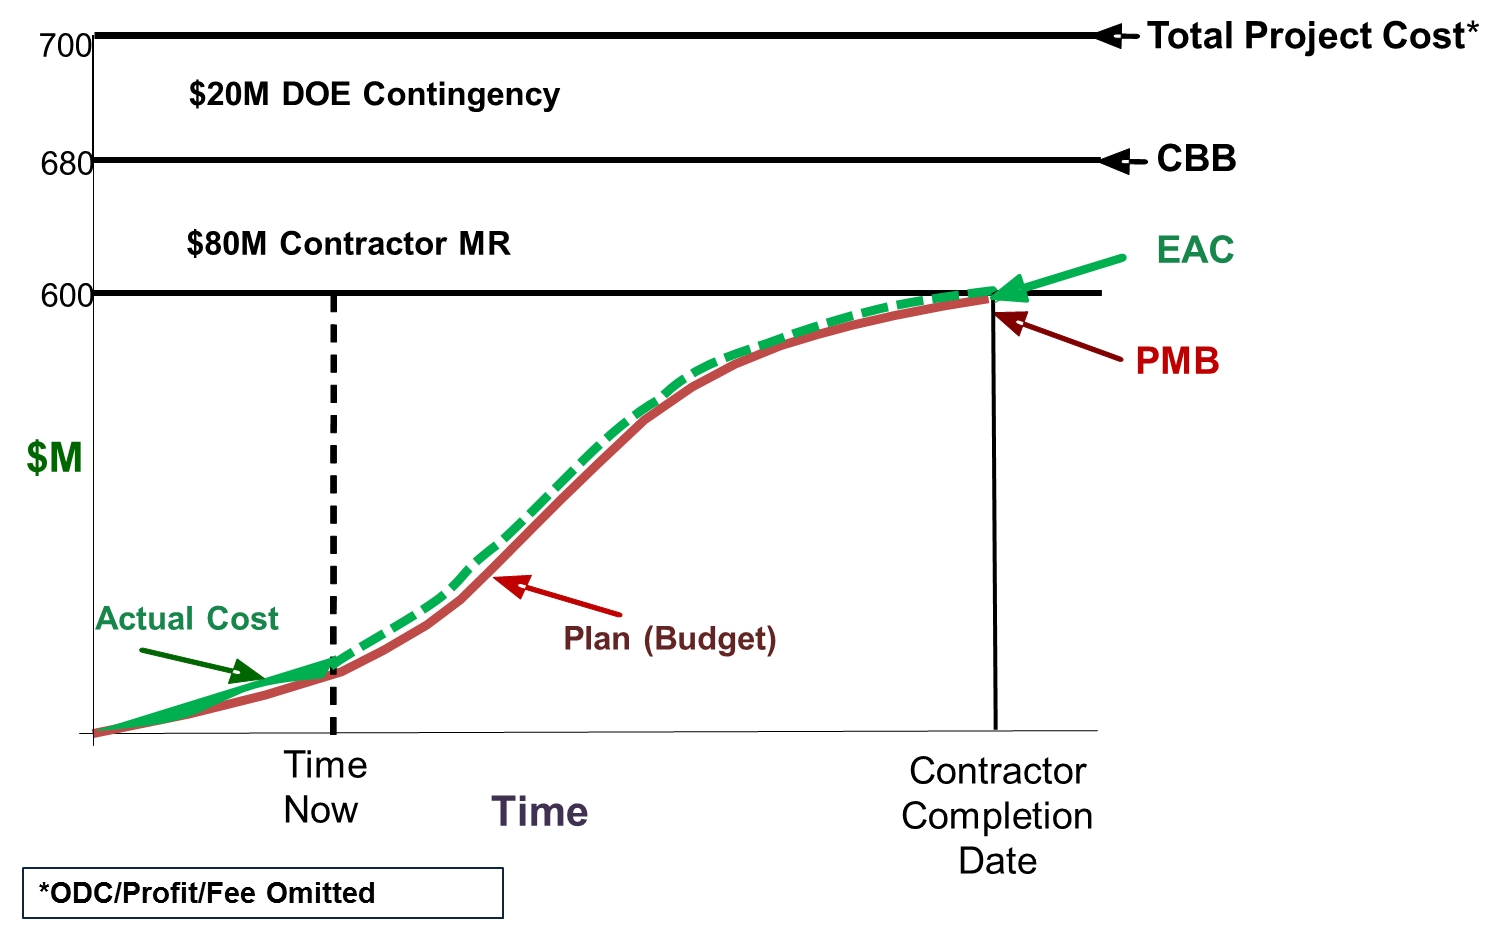 700
Total Project Cost*
$20M DOE Contingency
680
CBB
$80M Contractor MR
EAC
600
PMB
$M
Actual Cost
Plan (Budget)
Time
Now
Time
Contractor
Completion
Date
*ODC/Profit/Fee Omitted